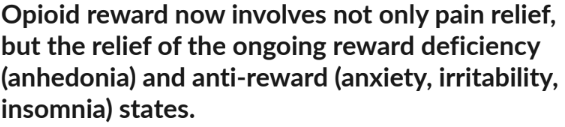 Opioid reward now involves not only pain relief,
but the relief of the ongoing reward deficiency
(anhedonia) and anti-reward (anxiety, irritability,
insomnia) states.